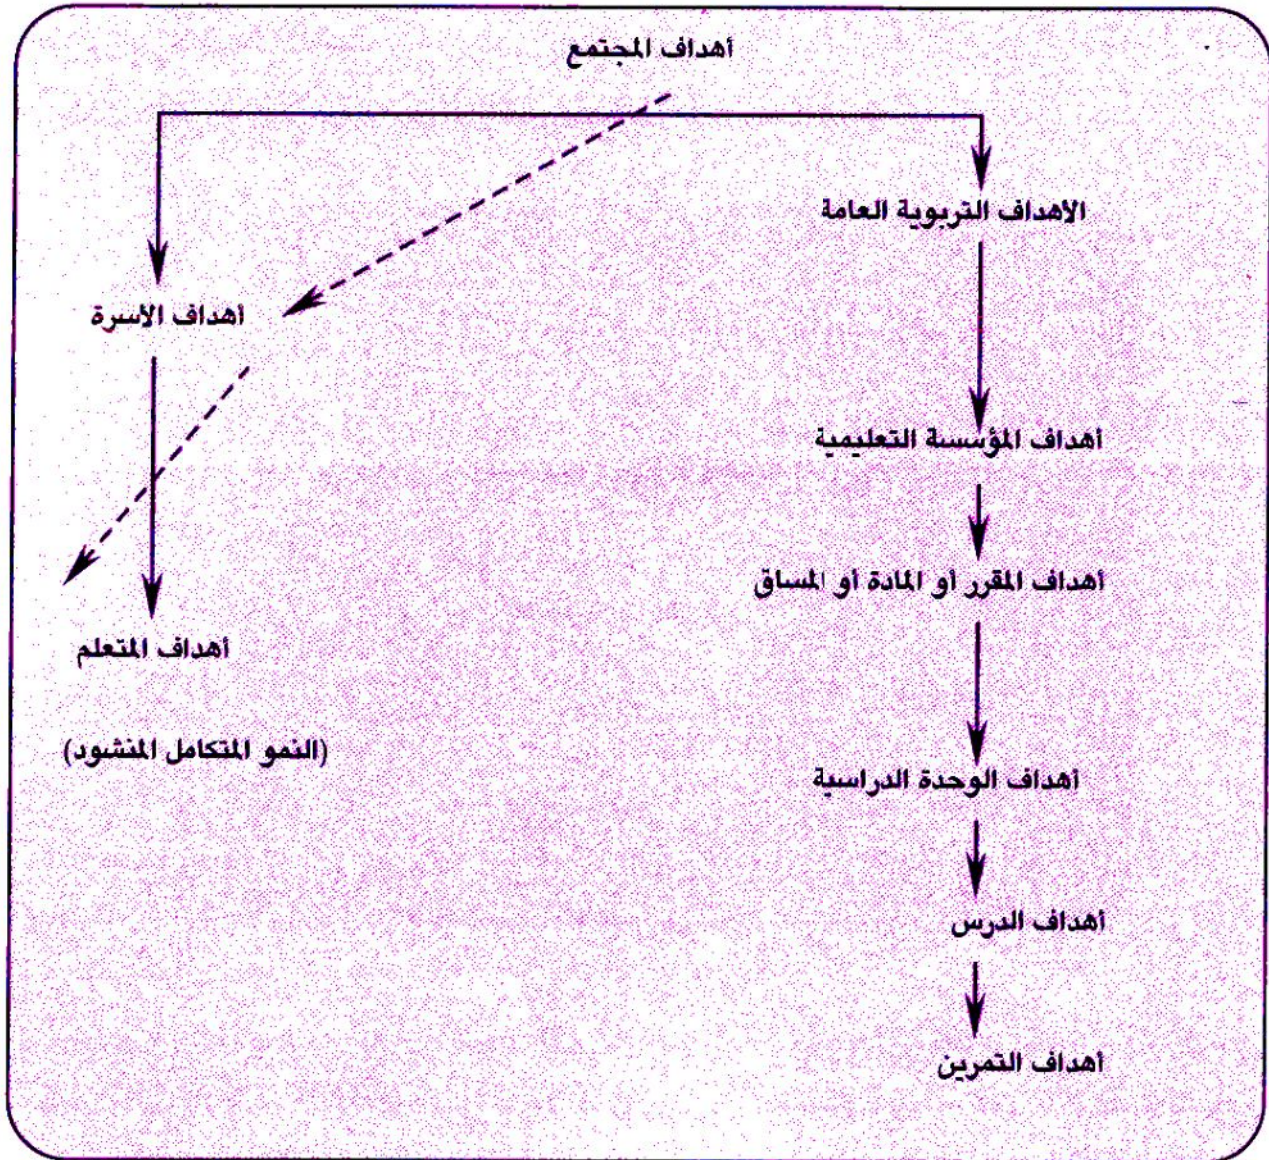 أهداف المجتمع
الأهداف التربوية العامة
أهداف الأسرة
أهداف المؤسسة التعليمية
أهداف المقرر أو المادة أو المساق
أهداف المتعلم
(النمو المتكامل المنشود)
أهداف الوحدة الدراسية
أهداف الدرس
أهداف التمرين